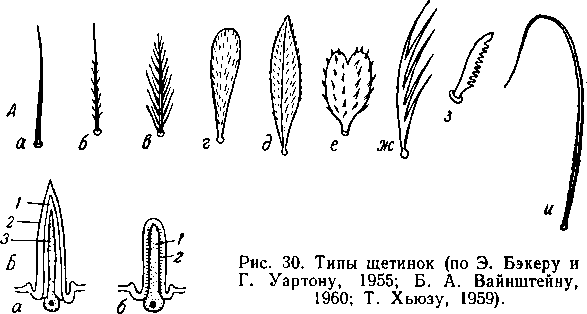 А
а б в г д е ж з и
Б
1
2
3
а
1
2
б
Рис. 30. Типы щетинок (по Э. Бэкеру и
Г. Уартону, 1955; Б. А. Вайнштейну,
1960; Т. Хьюзу, 1959).